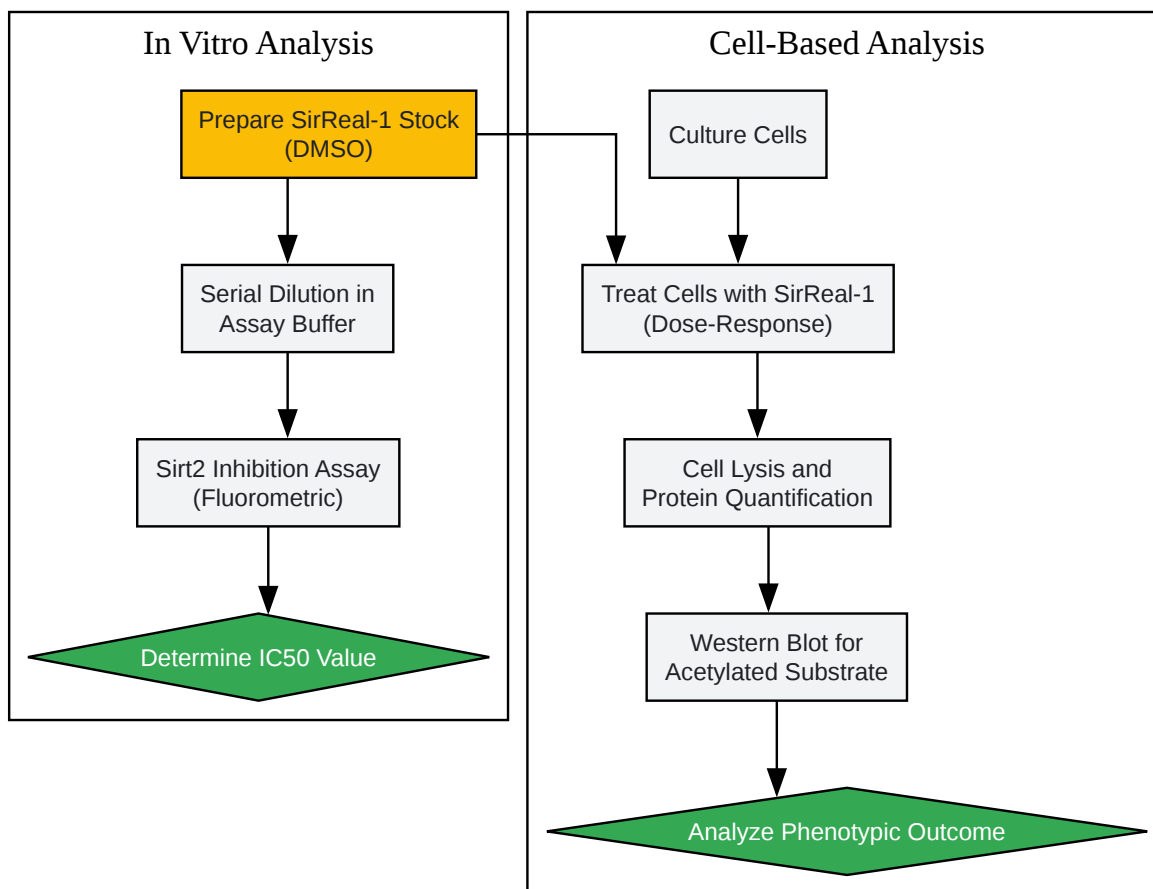 In Vitro Analysis
Prepare SirReal-1 Stock
(DMSO)
Serial Dilution in
Assay Buffer
Sirt2 Inhibition Assay
(Fluorometric)
Determine IC50 Value
Cell-Based Analysis
Culture Cells
Treat Cells with SirReal-1
(Dose-Response)
Cell Lysis and
Protein Quantification
Western Blot for
Acetylated Substrate
Analyze Phenotypic Outcome